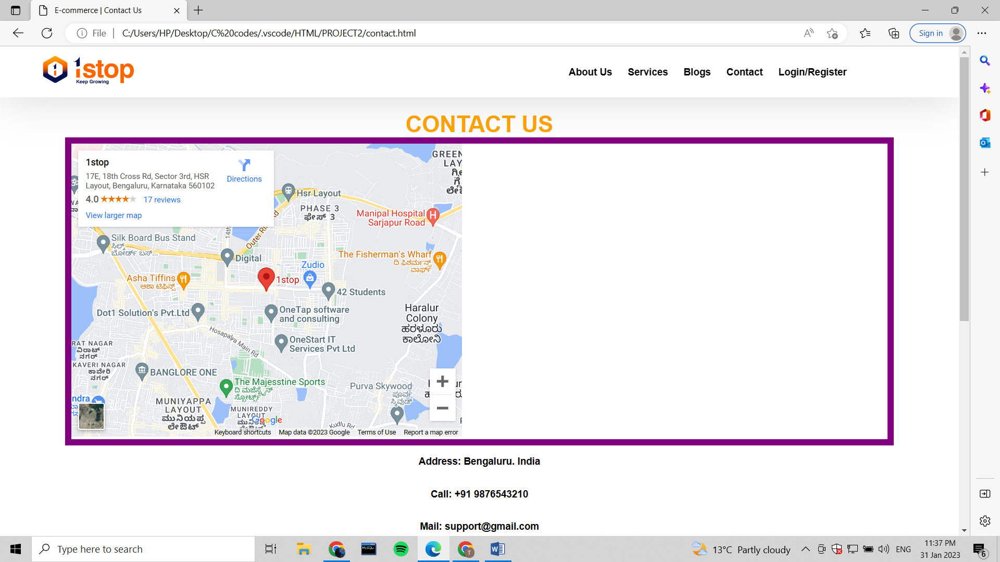 E-commerce | Contact Us
File
C:/Users/HP/Desktop/C%20codes/.vscode/HTML/PROJECT2/contact.html
Sign in
1stop
Keep Growing
About Us
Services
Blogs
Contact
Login/Register
CONTACT US
1stop
17E, 18th Cross Rd, Sector 3rd, HSR
Layout, Bengaluru, Karnataka 560102
4.0
17 reviews
View larger map
Directions
Hsr Layout
PHASE 3
ಫೇಸ್ 3
Manipal Hospital
Sarjapur Road
Silk Board Bus Stand
ಸಿಲ್ಕ್
ಬೋರ್ಡ್ ಬಸ್...
Outer Ri
14th
Digital
The Fisherman's Wharf
ದಿ ಫಿಶರ್ಮನ್ಸ್
ವಾರ್ಫ್
Zudio
Asha Tiffins
ಆಶಾ ಟಿಫಿನ್ಸ್
1stop
42 Students
Dot1 Solution's Pvt.Ltd
OneTap software
and consulting
Haralur
Colony
ಹರಳೂರು
ಕಾಲೋನಿ
Hosapalya Main Rd
OneStart IT
Services Pvt Ltd
RAT NAGAR
ವಿರಾಟ್
ನಗರ್
KAVERI NAGAR
ಕಾವೇರಿ
ನಗರ್
BANGLORE ONE
The Majesstine Sports
ದಿ ಮಜೆಸ್ಟೈನ್
ಸ್ಪೋರ್ಟ್ಸ್
Purva Skywood
ಪೂರ್ವ
ಸ್ಕಿವುಡ್
ndra
MUNIYAPPA
LAYOUT
ಮುನಿಯಪ್ಪ
ಲೇಔಟ್
MUNIREDDY
LAYOUT
Google
Kudlu Rd
Keyboard shortcuts
Map data ©2023 Google
Terms of Use
Report a map error
Address: Bengaluru. India
Call: +91 9876543210
Mail: support@gmail.com
Type here to search
MySQL
T
13°C Partly cloudy
ENG
11:37 PM
31 Jan 2023
6